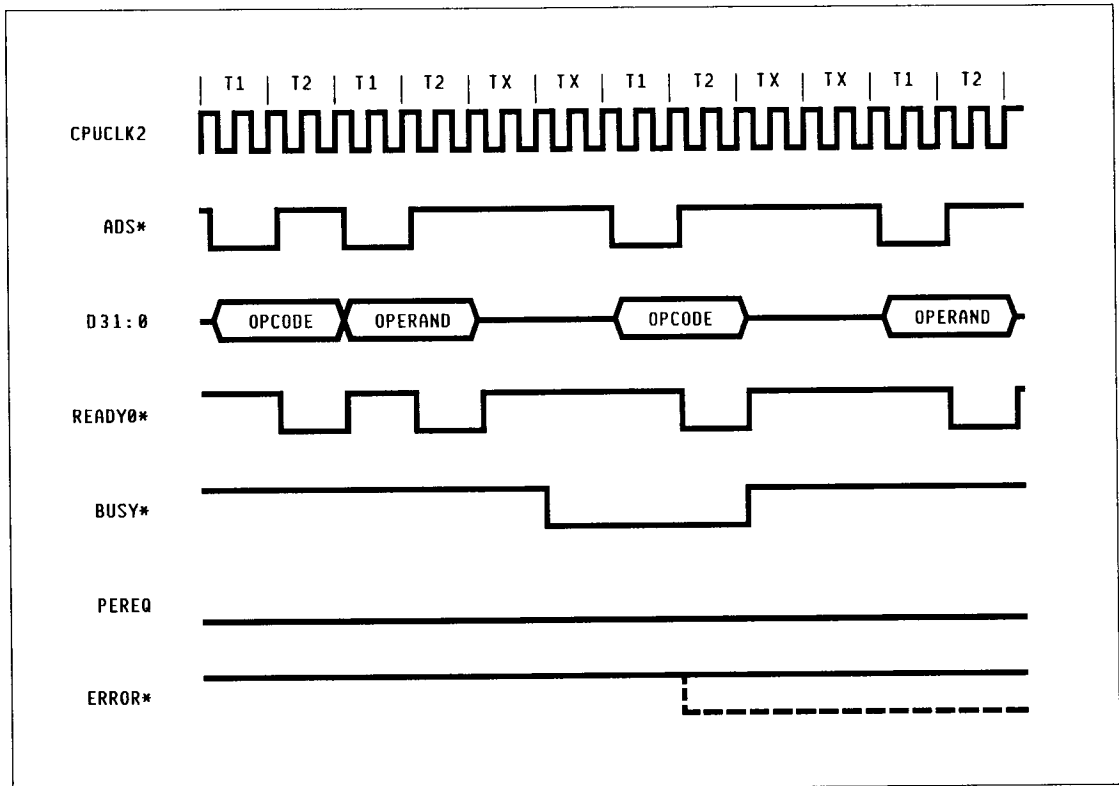 T1 T2 T1 T2 TX TX T1 T2 TX TX T1 T2
CPUCLK2
ADS*
D31:0 OPCODE OPERAND OPCODE OPERAND
READY0*
BUSY*
PEREQ
ERROR*